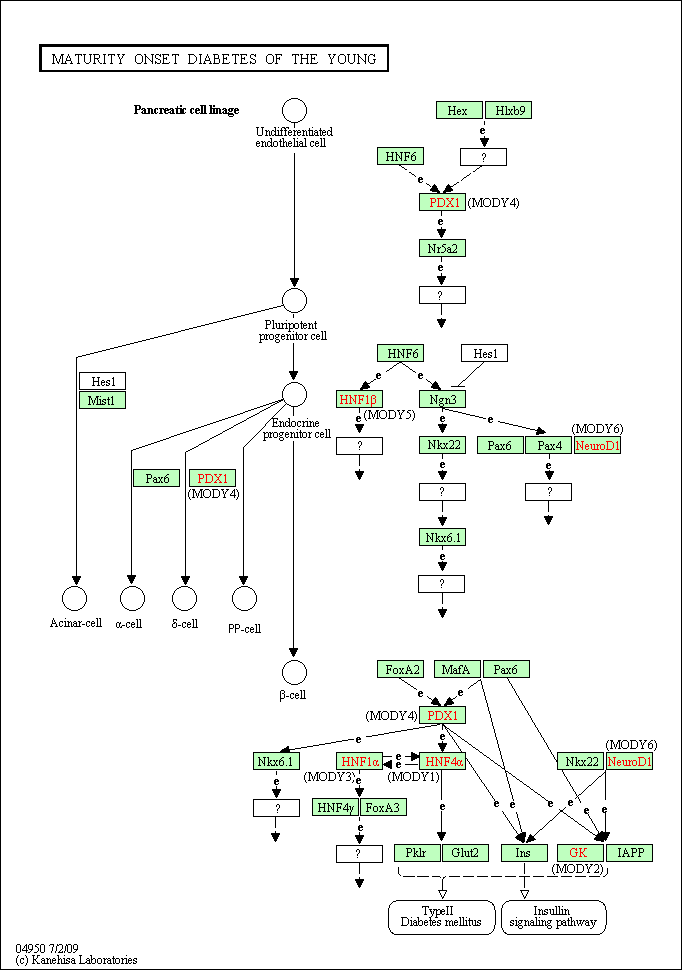 MATURITY ONSET DIABETES OF THE YOUNG
Pancreatic cell linage
Undifferentiated
endothelial cell
Hex
Hlxb9
e
HNF6
?
e
PDX1
(MODY4)
e
Nr5a2
e
?
Pluripotent
progenitor cell
HNF6
Hes1
e
e
Hes1
Mist1
HNF1β
Ngn3
Endocrine
progenitor cell
e
(MODY5)
e
e
(MODY6)
?
Nkx22
Pax6
Pax4
NeuroD1
e
e
Pax6
PDX1
(MODY4)
?
?
e
Nkx6.1
e
?
Acinar-cell
α-cell
δ-cell
PP-cell
β-cell
FoxA2
MafA
Pax6
e
e
(MODY4)
PDX1
e
e
e
e
(MODY6)
Nkx6.1
HNF1α
e
e
HNF4α
Nkx22
NeuroD1
(MODY3)
(MODY1)
e
e
?
HNF4γ
FoxA3
e
e
e
e
e
e
?
Pklr
Glut2
Ins
GK
IAPP
(MODY2)
TypeII
Diabetes mellitus
Insullin
signaling pathway
04950 7/2/09
(c) Kanehisa Laboratories